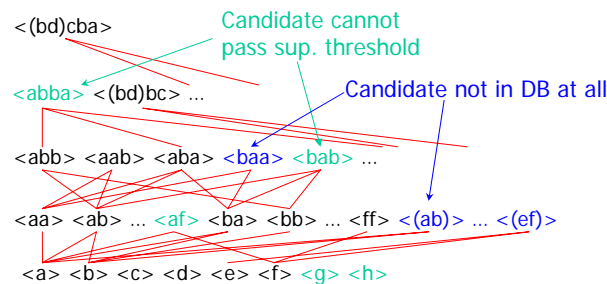 <(bd)cba>
Candidate cannot
pass sup. threshold
<abba> <(bd)bc> ...
Candidate not in DB at all
<abb> <aab> <aba> <baa> <bab> ...
<aa> <ab> ... <af> <ba> <bb> ... <ff> <(ab)> ... <(ef)>
<a> <b> <c> <d> <e> <f> <g> <h>